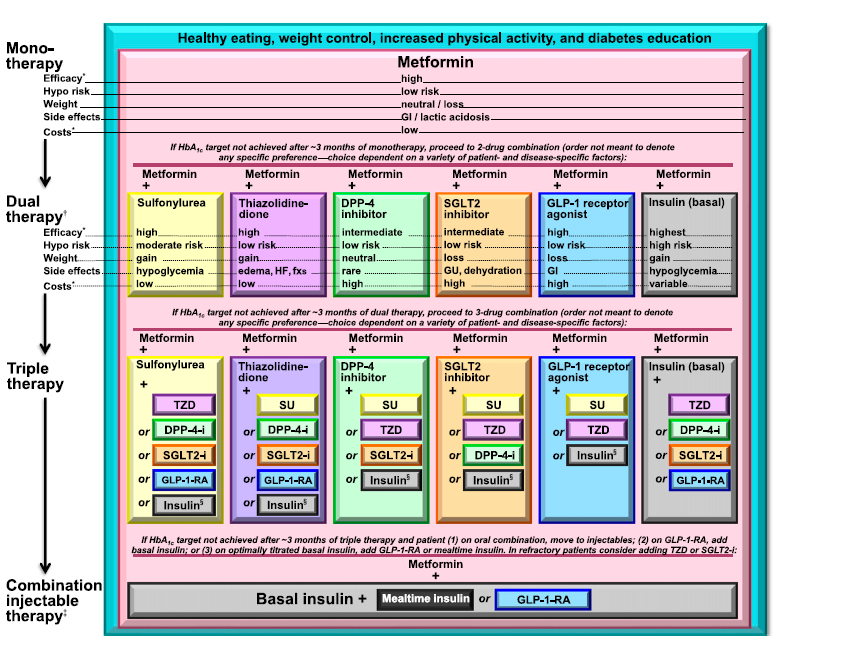 Healthy eating, weight control, increased physical activity, and diabetes education
Mono-
therapy
Metformin
Efficacy* high
Hypo risk low risk
Weight neutral / loss
Side effects GI / lactic acidosis
Costs* low
If HbA1c target not achieved after ~3 months of monotherapy, proceed to 2-drug combination (order not meant to denote
any specific preference—choice dependent on a variety of patient- and disease-specific factors):
Metformin Metformin Metformin Metformin Metformin Metformin
+ + + + + +
Dual
therapy†
Sulfonylurea Thiazolidine-dione DPP-4 inhibitor SGLT2 inhibitor GLP-1 receptor agonist Insulin (basal)
Efficacy* high high intermediate intermediate high highest
Hypo risk moderate risk low risk low risk low risk low risk high risk
Weight gain gain neutral loss loss gain
Side effects hypoglycemia edema, HF, fxs rare GU, dehydration GI hypoglycemia
Costs* low low high high high variable
If HbA1c target not achieved after ~3 months of dual therapy, proceed to 3-drug combination (order not meant to denote
any specific preference—choice dependent on a variety of patient- and disease-specific factors):
Metformin Metformin Metformin Metformin Metformin Metformin
+ + + + + +
Triple
therapy
Sulfonylurea Thiazolidine-dione DPP-4 inhibitor SGLT2 inhibitor GLP-1 receptor agonist Insulin (basal)
+ + + + + +
TZD SU SU SU SU TZD
or DPP-4-i or DPP-4-i or TZD or TZD or TZD or DPP-4-i
or SGLT2-i or SGLT2-i or SGLT2-i or DPP-4-i or Insulin§ or SGLT2-i
or GLP-1-RA or GLP-1-RA or Insulin§ or Insulin§ or GLP-1-RA
or Insulin§ or Insulin§
If HbA1c target not achieved after ~3 months of triple therapy and patient (1) on oral combination, move to injectables; (2) on GLP-1-RA, add
basal insulin; or (3) on optimally titrated basal insulin, add GLP-1-RA or mealtime insulin. In refractory patients consider adding TZD or SGLT2-i:
Metformin
+
Combination
injectable
therapy‡
Basal insulin + Mealtime insulin or GLP-1-RA